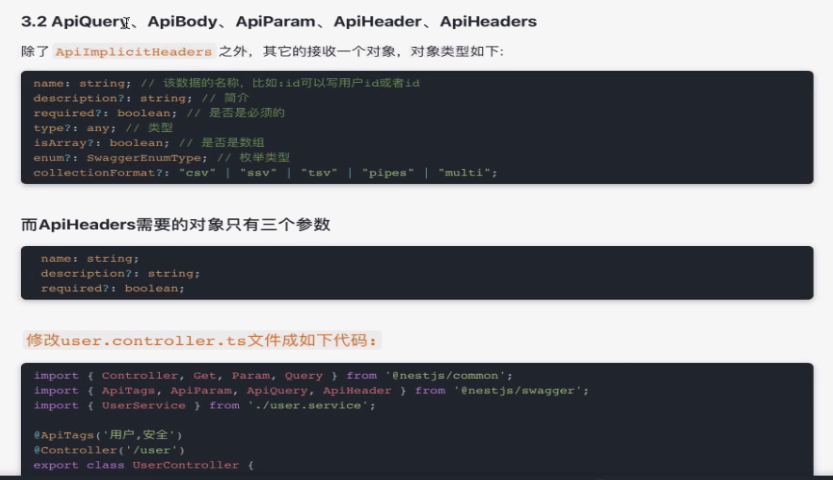 3.2 ApiQuery、ApiBody、ApiParam、ApiHeader、ApiHeaders
除了 ApiImplicitHeaders 之外，其它的接收一个对象，对象类型如下:
name: string; // 该数据的名称，比如:id可以写用户id或者id
description?: string; // 简介
required?: boolean; // 是否是必须的
type?: any; // 类型
isArray?: boolean; // 是否是数组
enum?: SwaggerEnumType; // 枚举类型
collectionFormat?: "csv" | "ssv" | "tsv" | "pipes" | "multi";
而ApiHeaders需要的对象只有三个参数
name: string;
description?: string;
required?: boolean;
修改user.controller.ts文件成如下代码：
import { Controller, Get, Param, Query } from '@nestjs/common';
import { ApiTags, ApiParam, ApiQuery, ApiHeader } from '@nestjs/swagger';
import { UserService } from './user.service';
@ApiTags('用户,安全')
@Controller('/user')
export class UserController {